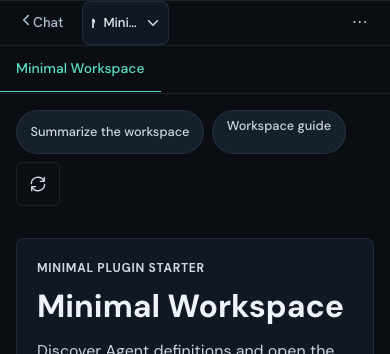 Chat
Mini...
Minimal Workspace
Summarize the workspace
Workspace guide
MINIMAL PLUGIN STARTER
Minimal Workspace
Discover Agent definitions and open the